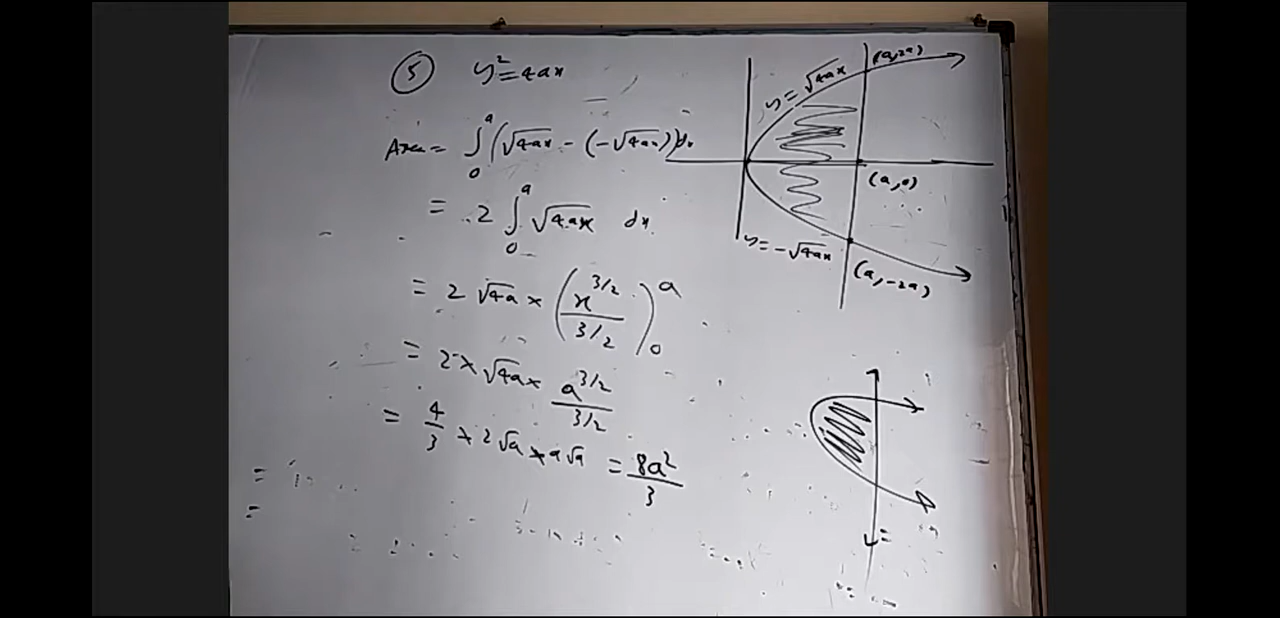 ⑤ y² = 4ax
Area = ∫₀ᵃ (√4ax - (-√4ax)) dx
= 2 ∫₀ᵃ √4ax dx
= 2 √4a × (x^3/2 / 3/2)₀ᵃ
= 2 × √4a × a^3/2 / 3/2
= 4/3 × 2√a × a√a = 8a²/3
(a, 2a)
y = √4ax
(a, 0)
y = -√4ax
(a, -2a)